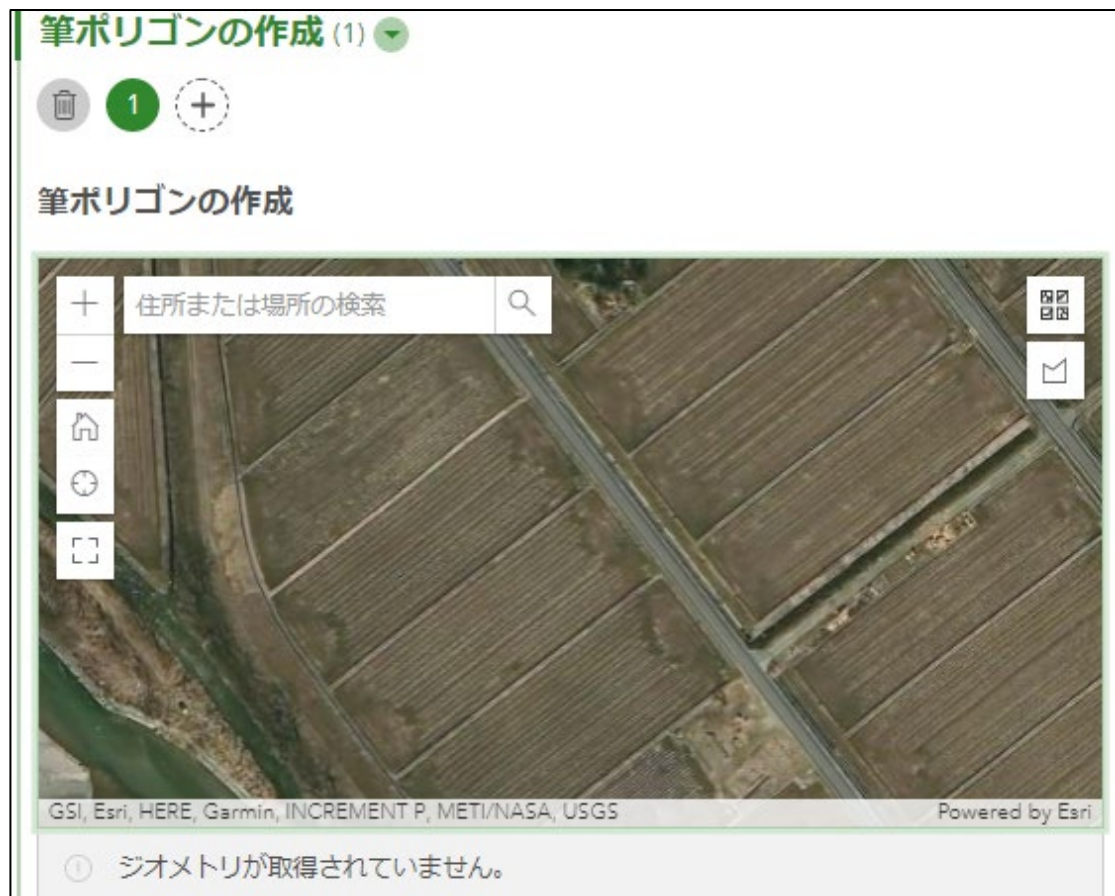 筆ポリゴンの作成 (1)
1
筆ポリゴンの作成
住所または場所の検索
GSI, Esri, HERE, Garmin, INCREMENT P, METI/NASA, USGS
Powered by Esri
ジオメトリが取得されていません。